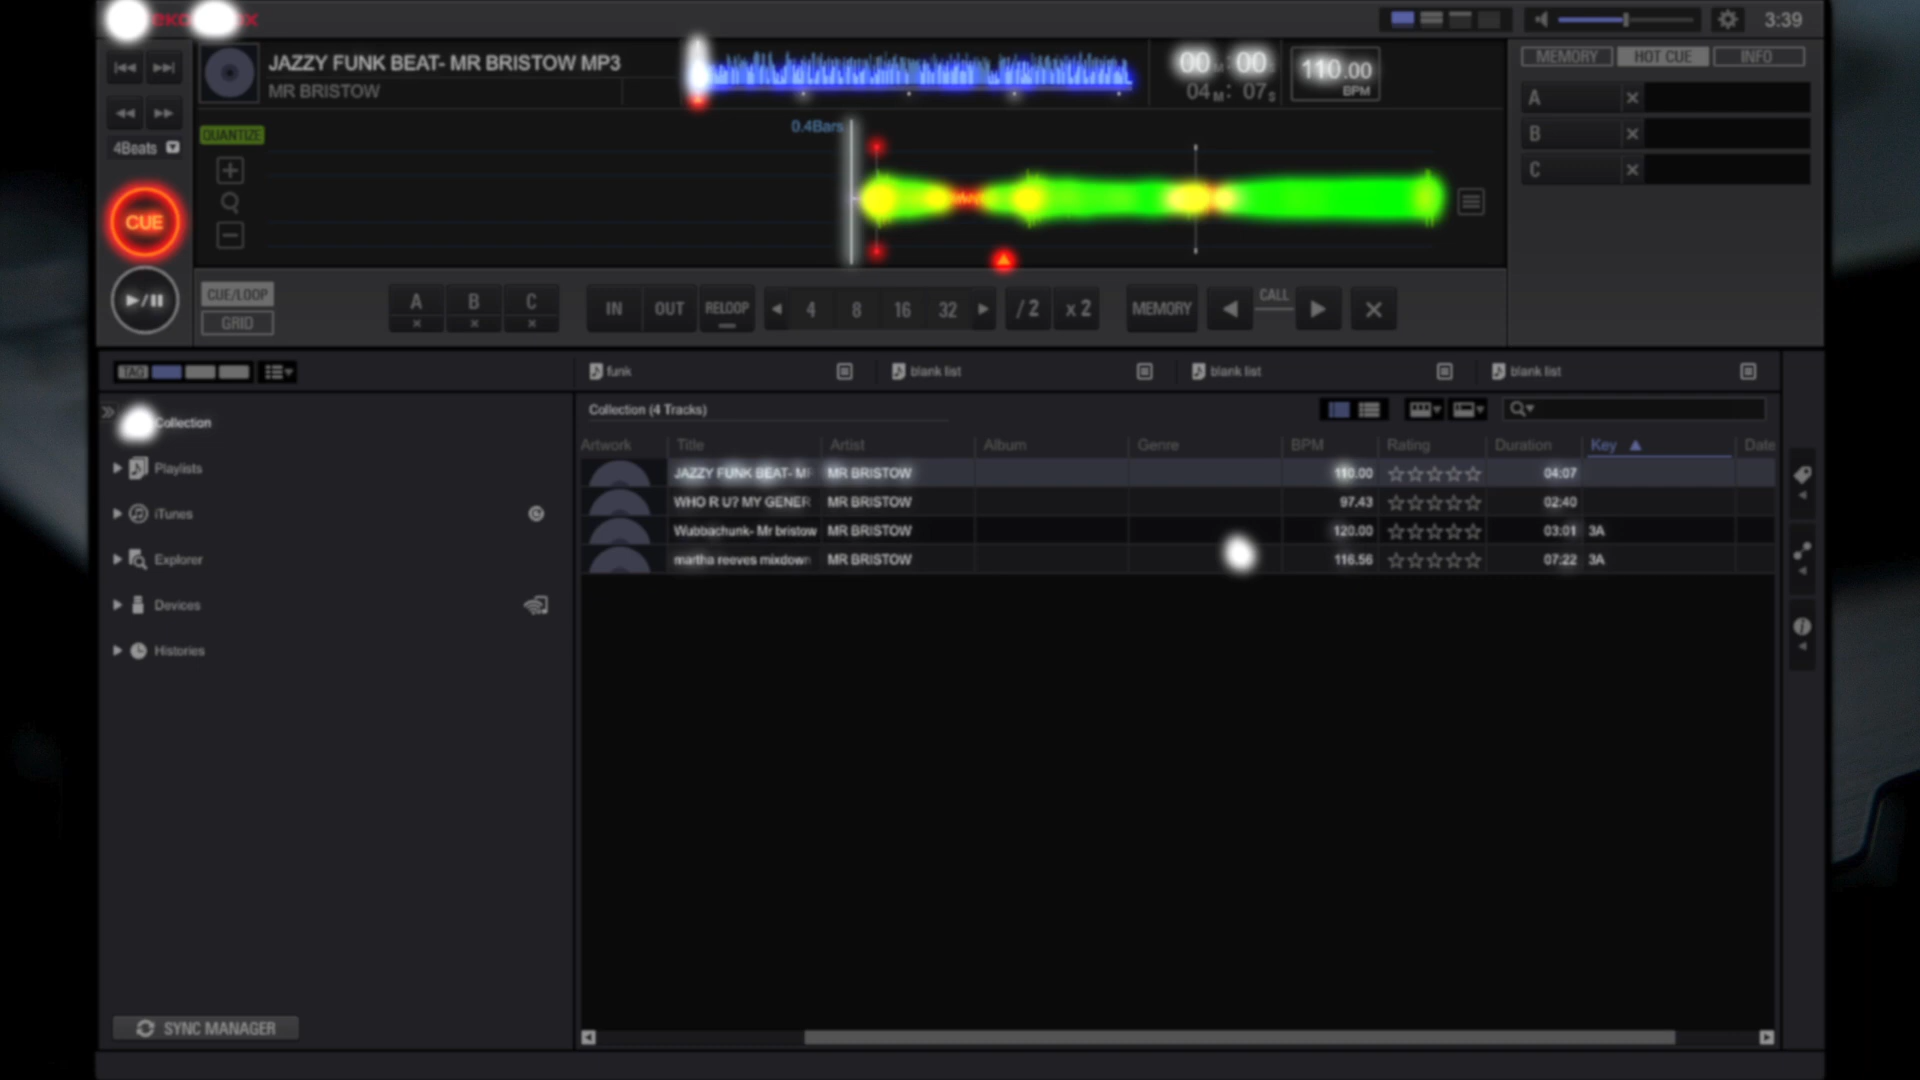 3:39
JAZZY FUNK BEAT- MR BRISTOW MP3
MR BRISTOW
00 00
04M: 07s
110.00
BPM
MEMORY HOT CUE INFO
A
B
C
QUANTIZE
0.4Bars
4Beats
CUE
CUE/LOOP
GRID
A B C
IN OUT RELOOP
4 8 16 32
/2 x2
MEMORY
CALL
TAG
funk
blank list
blank list
blank list
Collection
Playlists
iTunes
Explorer
Devices
Histories
SYNC MANAGER
Collection (4 Tracks)
Artwork Title Artist Album Genre BPM Rating Duration Key Date
JAZZY FUNK BEAT- MR BRISTOW 110.00 04:07
WHO R U? MY GENER MR BRISTOW 97.43 02:40
Wubbachunk- Mr bristow MR BRISTOW 120.00 03:01 3A
martha reeves mixdown MR BRISTOW 116.56 07:22 3A